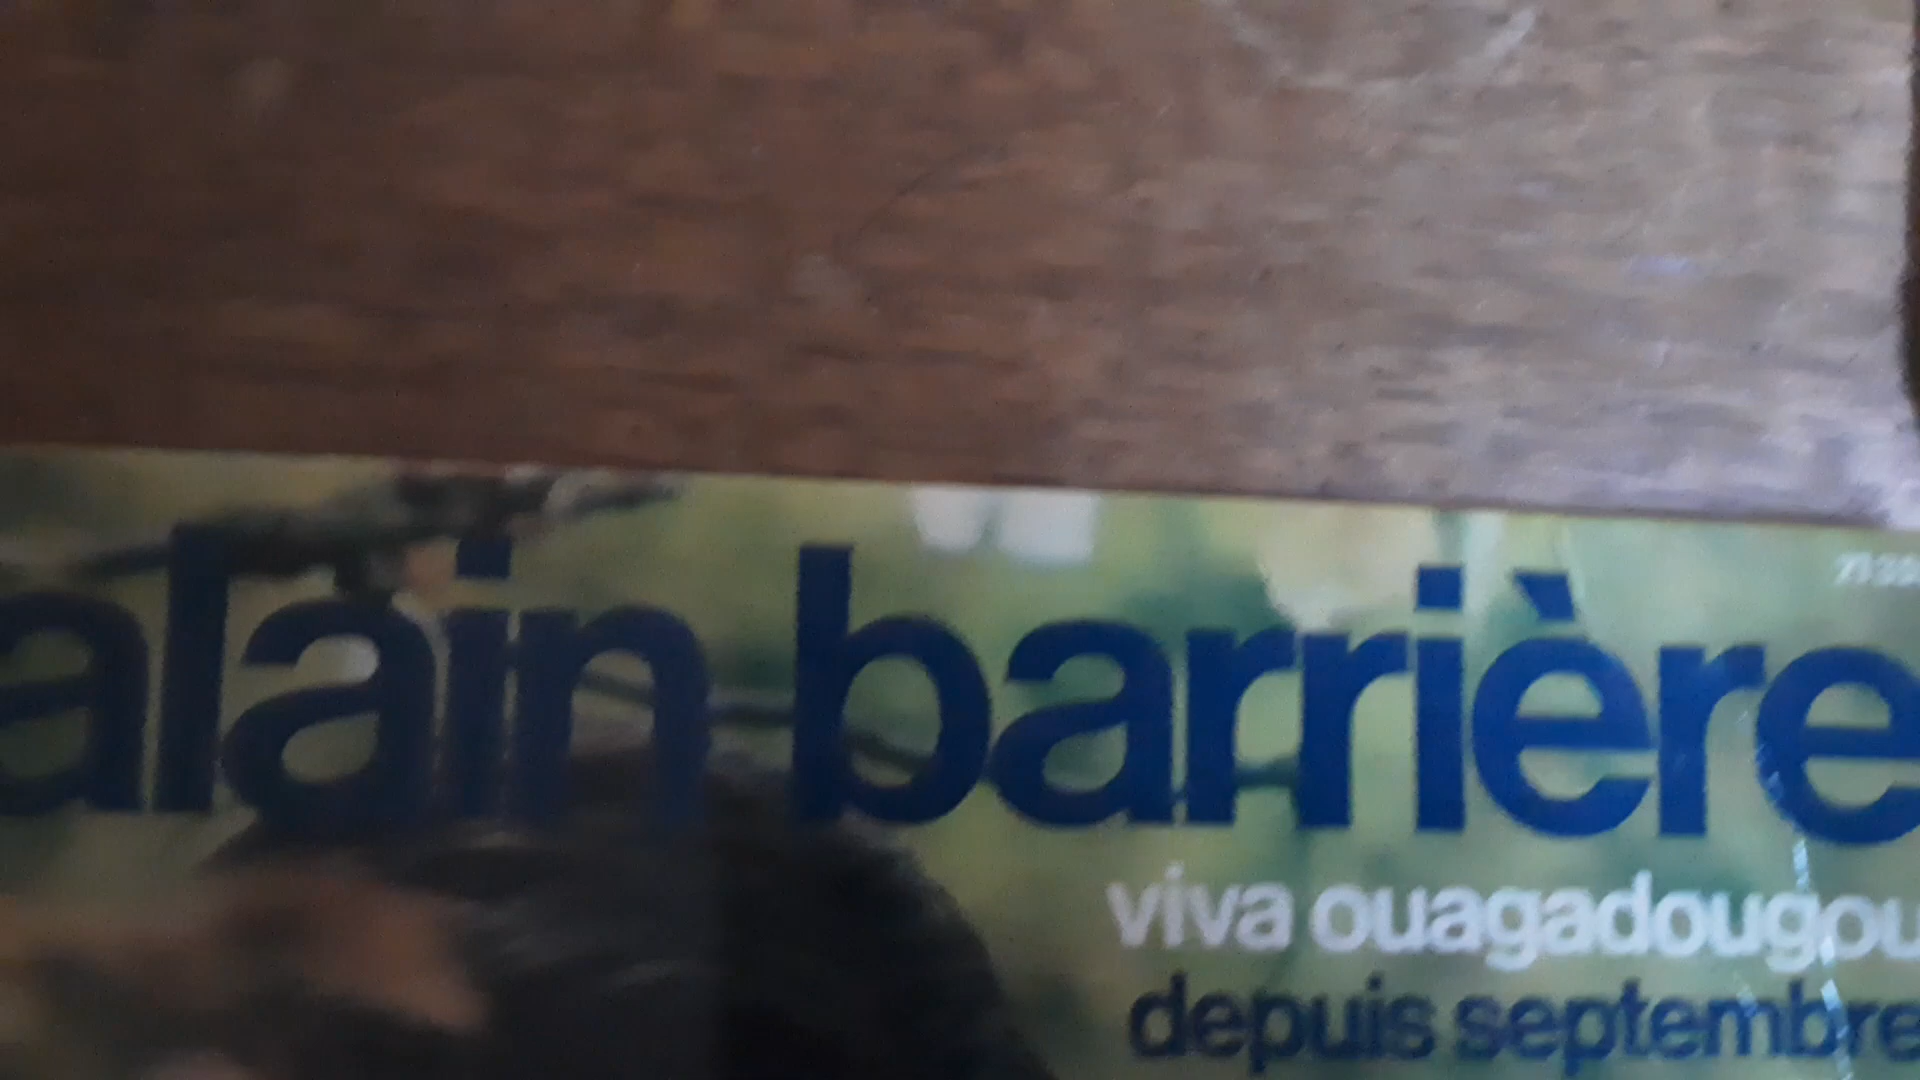 alain barrière
viva ouagadougou
depuis septembre